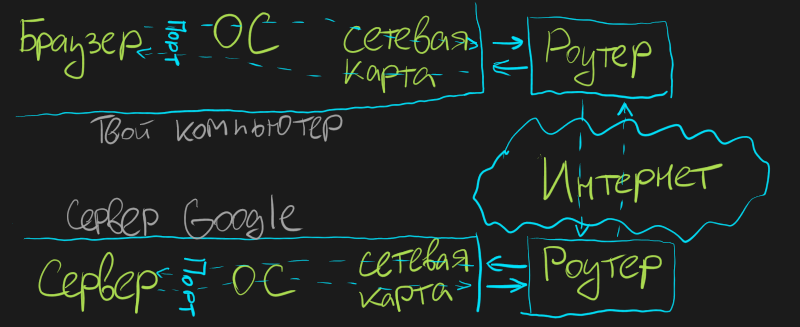 Браузер Порт ОС сетевая карта Роутер
Твой компьютер
Интернет
Сервер Google
Сервер Порт ОС сетевая карта Роутер